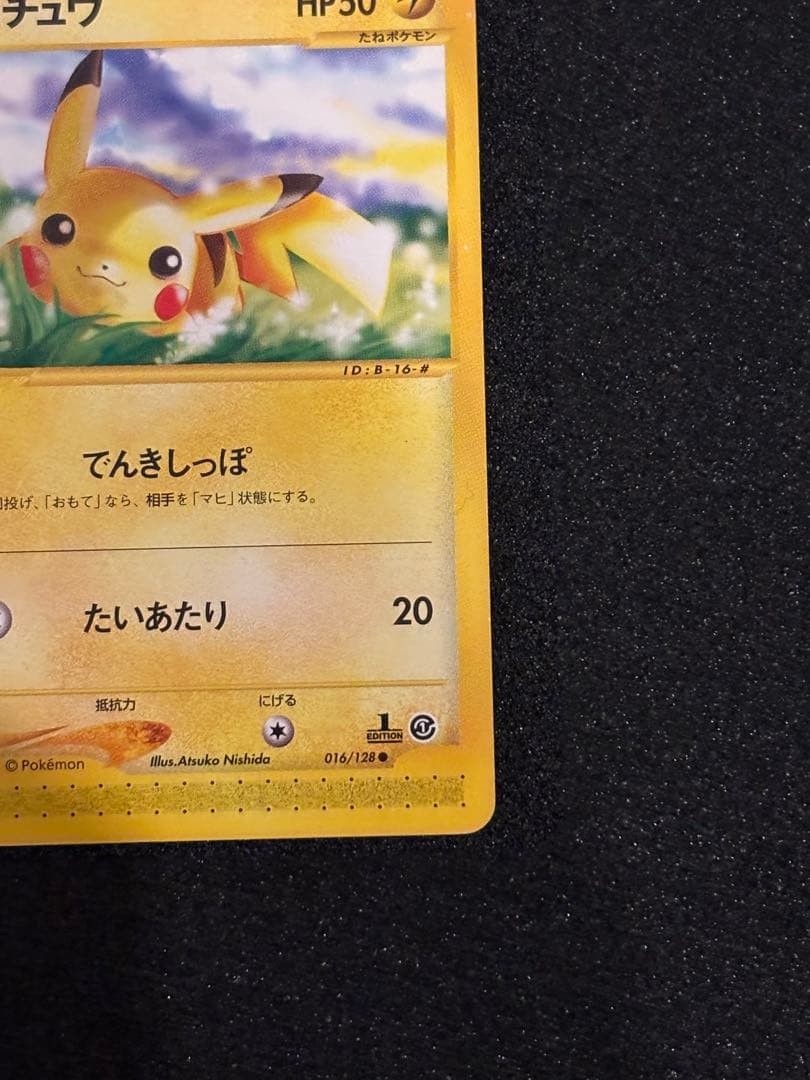 チュウ HP50
たねポケモン
ID:B-16-#
でんきしっぽ
投げ、「おもて」なら、相手を「マヒ」状態にする。
たいあたり 20
抵抗力 にげる
1
EDITION
© Pokémon Illus.Atsuko Nishida 016/128●